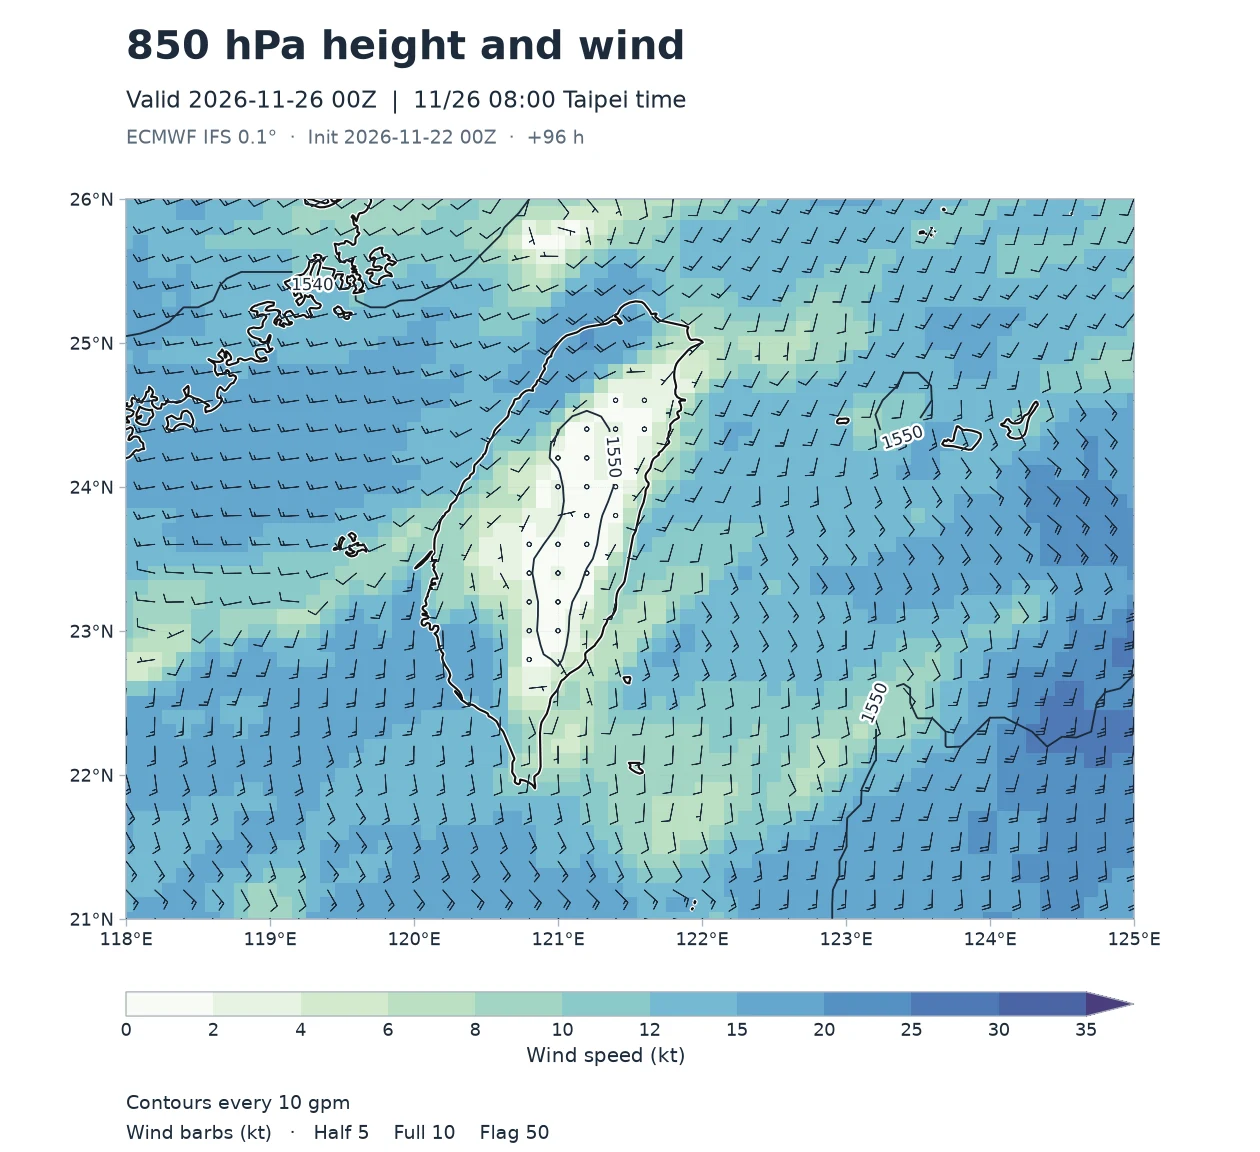 850 hPa height and wind
Valid 2026-11-26 00Z | 11/26 08:00 Taipei time
ECMWF IFS 0.1° · Init 2026-11-22 00Z · +96 h
26°N
25°N
24°N
23°N
22°N
21°N
1540
1550
1550
1550
118°E 119°E 120°E 121°E 122°E 123°E 124°E 125°E
0 2 4 6 8 10 12 15 20 25 30 35
Wind speed (kt)
Contours every 10 gpm
Wind barbs (kt) · Half 5 Full 10 Flag 50